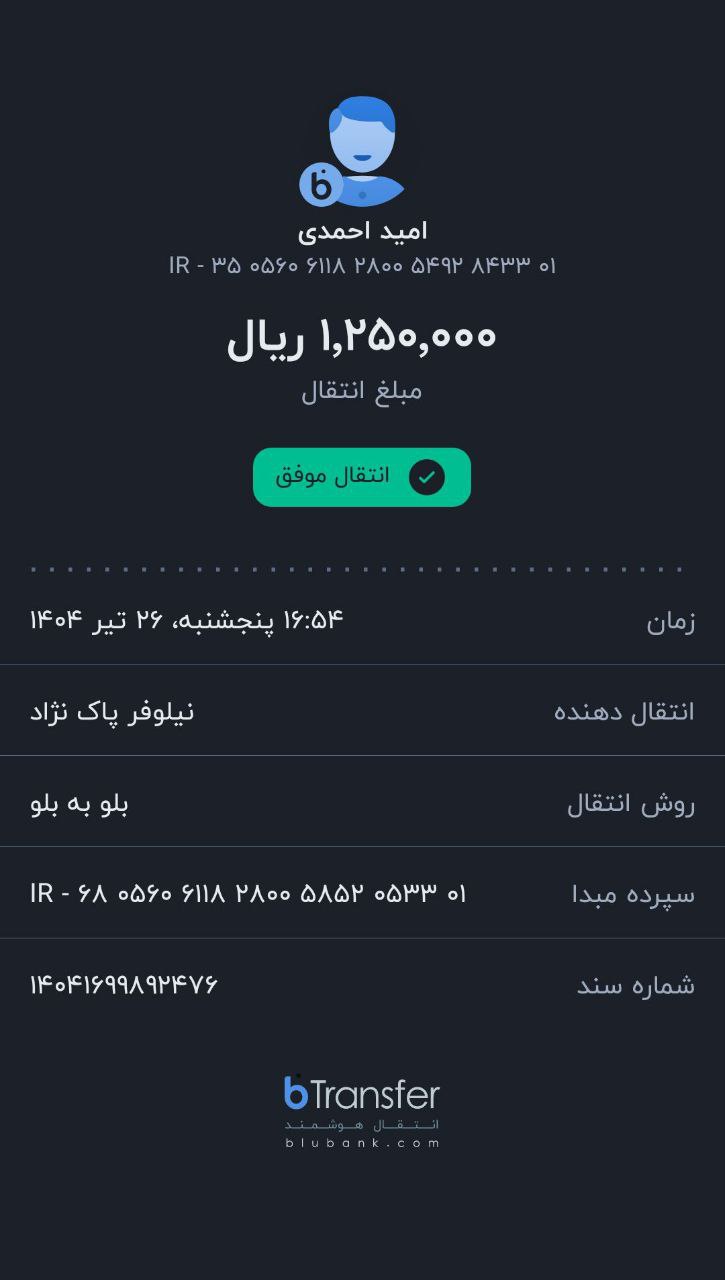 b
امید احمدی
IR - ۳۵ ۰۵۶۰ ۶۱۱۸ ۲۸۰۰ ۵۴۹۲ ۸۴۳۳ ۰۱
۱,۲۵۰,۰۰۰ ریال
مبلغ انتقال
انتقال موفق
زمان ۱۶:۵۴ پنجشنبه، ۲۶ تیر ۱۴۰۴
انتقال دهنده نیلوفر پاک نژاد
روش انتقال بلو به بلو
سپرده مبدا IR - ۶۸ ۰۵۶۰ ۶۱۱۸ ۲۸۰۰ ۵۸۵۲ ۰۵۳۳ ۰۱
شماره سند ۱۴۰۴۱۶۹۹۸۹۲۴۷۶
bTransfer
انتقال هوشمند
blubank.com